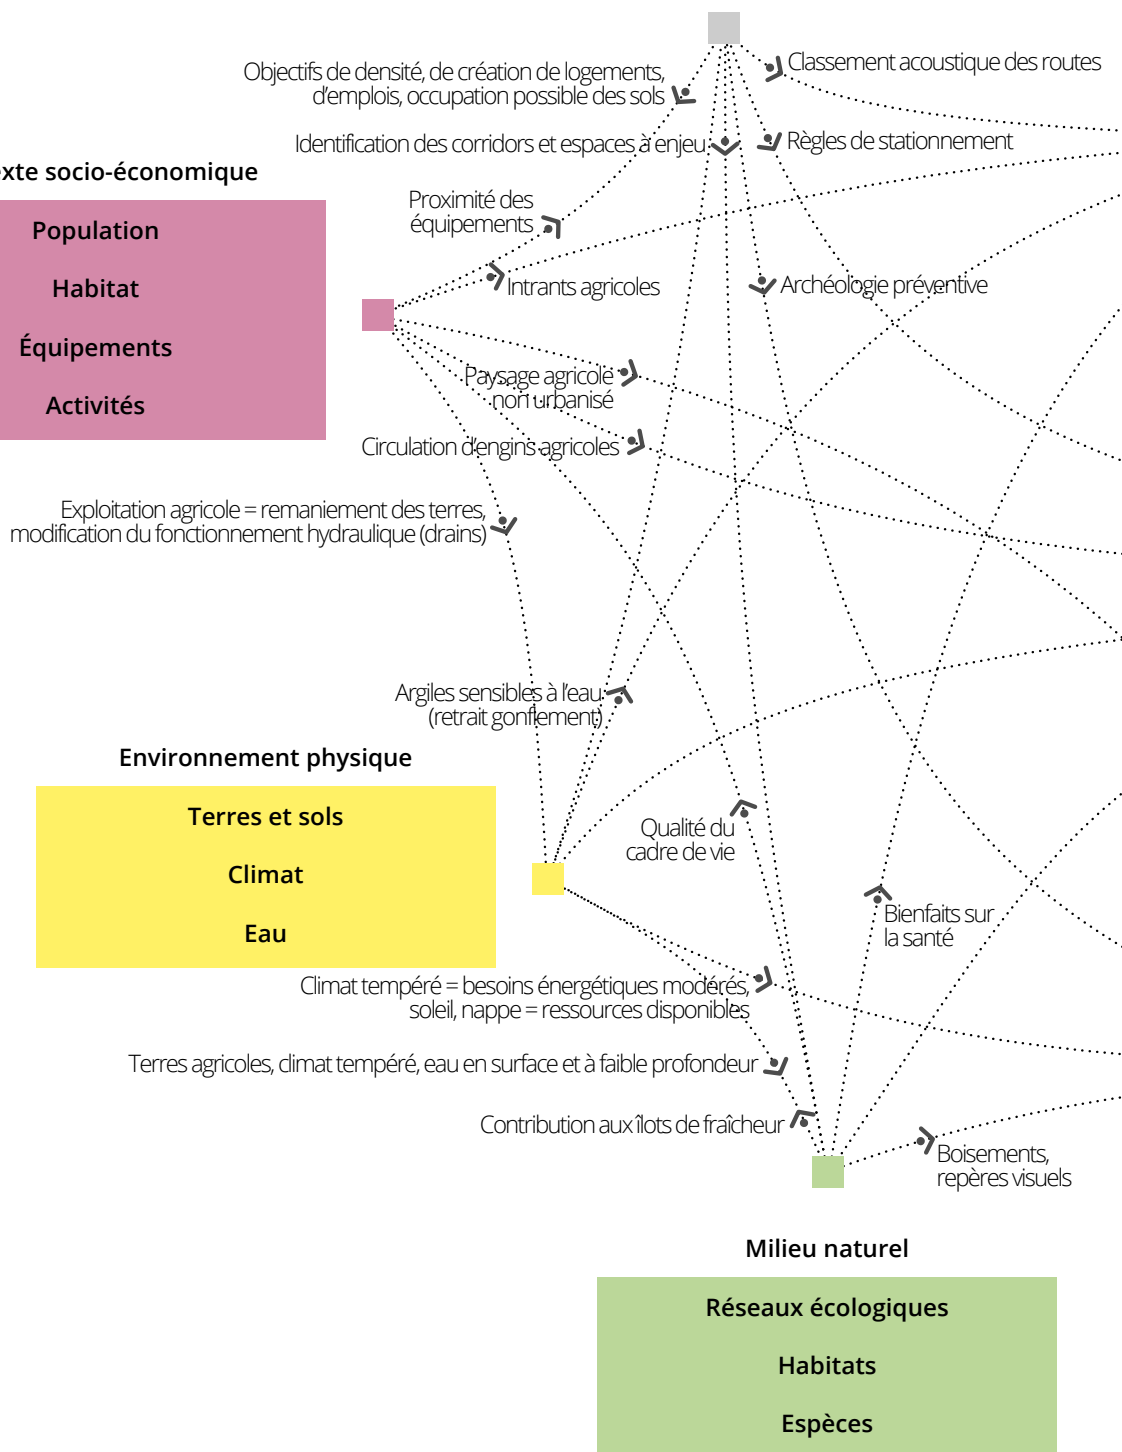 Classement acoustique des routes
Objectifs de densité, de création de logements,
d'emplois, occupation possible des sols
Identification des corridors et espaces à enjeu
Règles de stationnement
exte socio-économique
Population
Habitat
Équipements
Activités
Proximité des
équipements
Intrants agricoles
Archéologie préventive
Paysage agricole
non urbanisé
Circulation d'engins agricoles
Exploitation agricole = remaniement des terres,
modification du fonctionnement hydraulique (drains)
Argiles sensibles à l'eau
(retrait gonflement)
Environnement physique
Terres et sols
Climat
Eau
Qualité du
cadre de vie
Bienfaits sur
la santé
Climat tempéré = besoins énergétiques modérés,
soleil, nappe = ressources disponibles
Terres agricoles, climat tempéré, eau en surface et à faible profondeur
Contribution aux îlots de fraîcheur
Boisements,
repères visuels
Milieu naturel
Réseaux écologiques
Habitats
Espèces